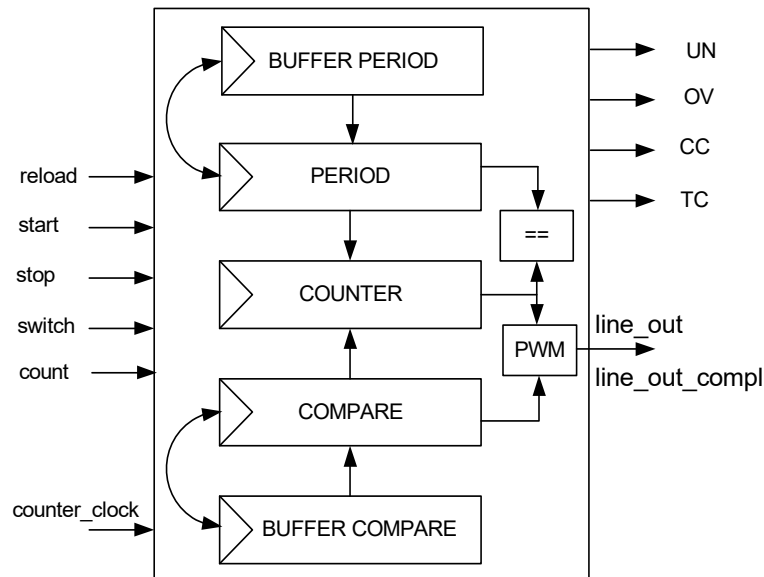 BUFFER PERIOD
UN
OV
CC
PERIOD
reload
TC
start
==
stop
COUNTER
switch
line_out
PWM
count
line_out_compl
COMPARE
counter_clock
BUFFER COMPARE